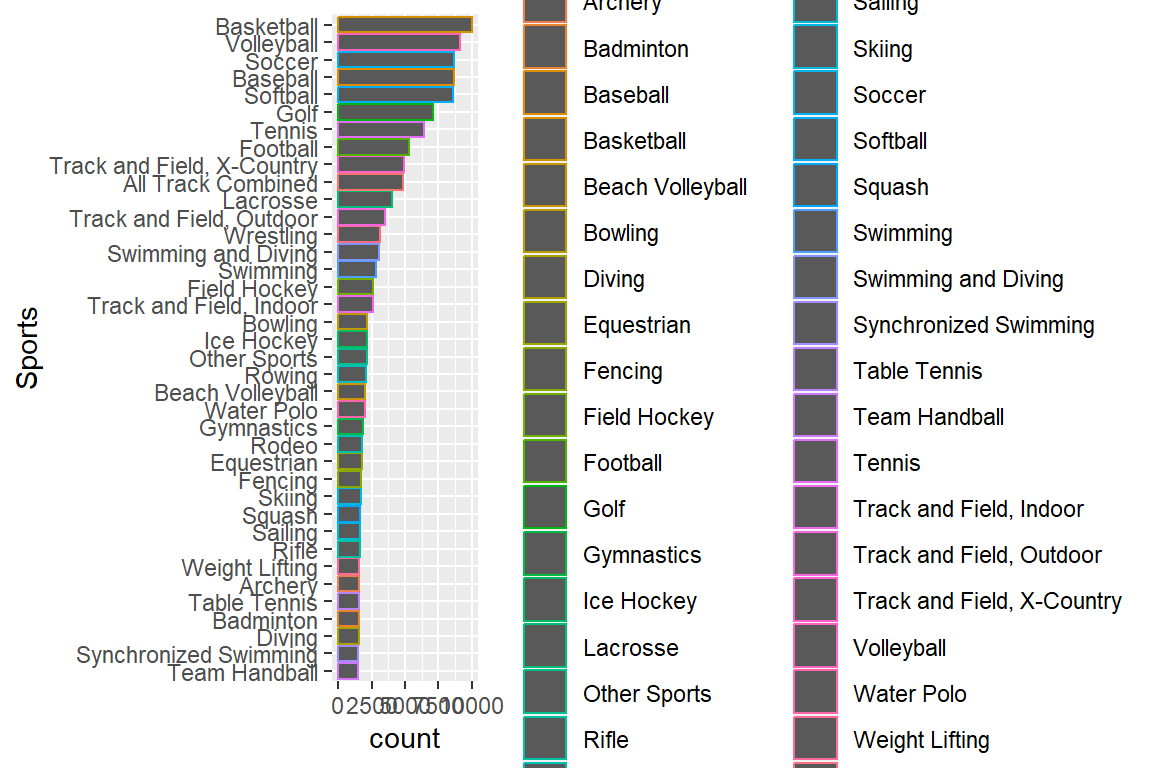 Sports
Basketball
Volleyball
Soccer
Baseball
Softball
Golf
Tennis
Football
Track and Field, X-Country
All Track Combined
Lacrosse
Track and Field, Outdoor
Wrestling
Swimming and Diving
Swimming
Field Hockey
Track and Field, Indoor
Bowling
Ice Hockey
Other Sports
Rowing
Beach Volleyball
Water Polo
Gymnastics
Rodeo
Equestrian
Fencing
Skiing
Squash
Sailing
Rifle
Weight Lifting
Archery
Table Tennis
Badminton
Diving
Synchronized Swimming
Team Handball
0 2500 5000 7500 10000
count
Archery
Badminton
Baseball
Basketball
Beach Volleyball
Bowling
Diving
Equestrian
Fencing
Field Hockey
Football
Golf
Gymnastics
Ice Hockey
Lacrosse
Other Sports
Rifle
Sailing
Skiing
Soccer
Softball
Squash
Swimming
Swimming and Diving
Synchronized Swimming
Table Tennis
Team Handball
Tennis
Track and Field, Indoor
Track and Field, Outdoor
Track and Field, X-Country
Volleyball
Water Polo
Weight Lifting